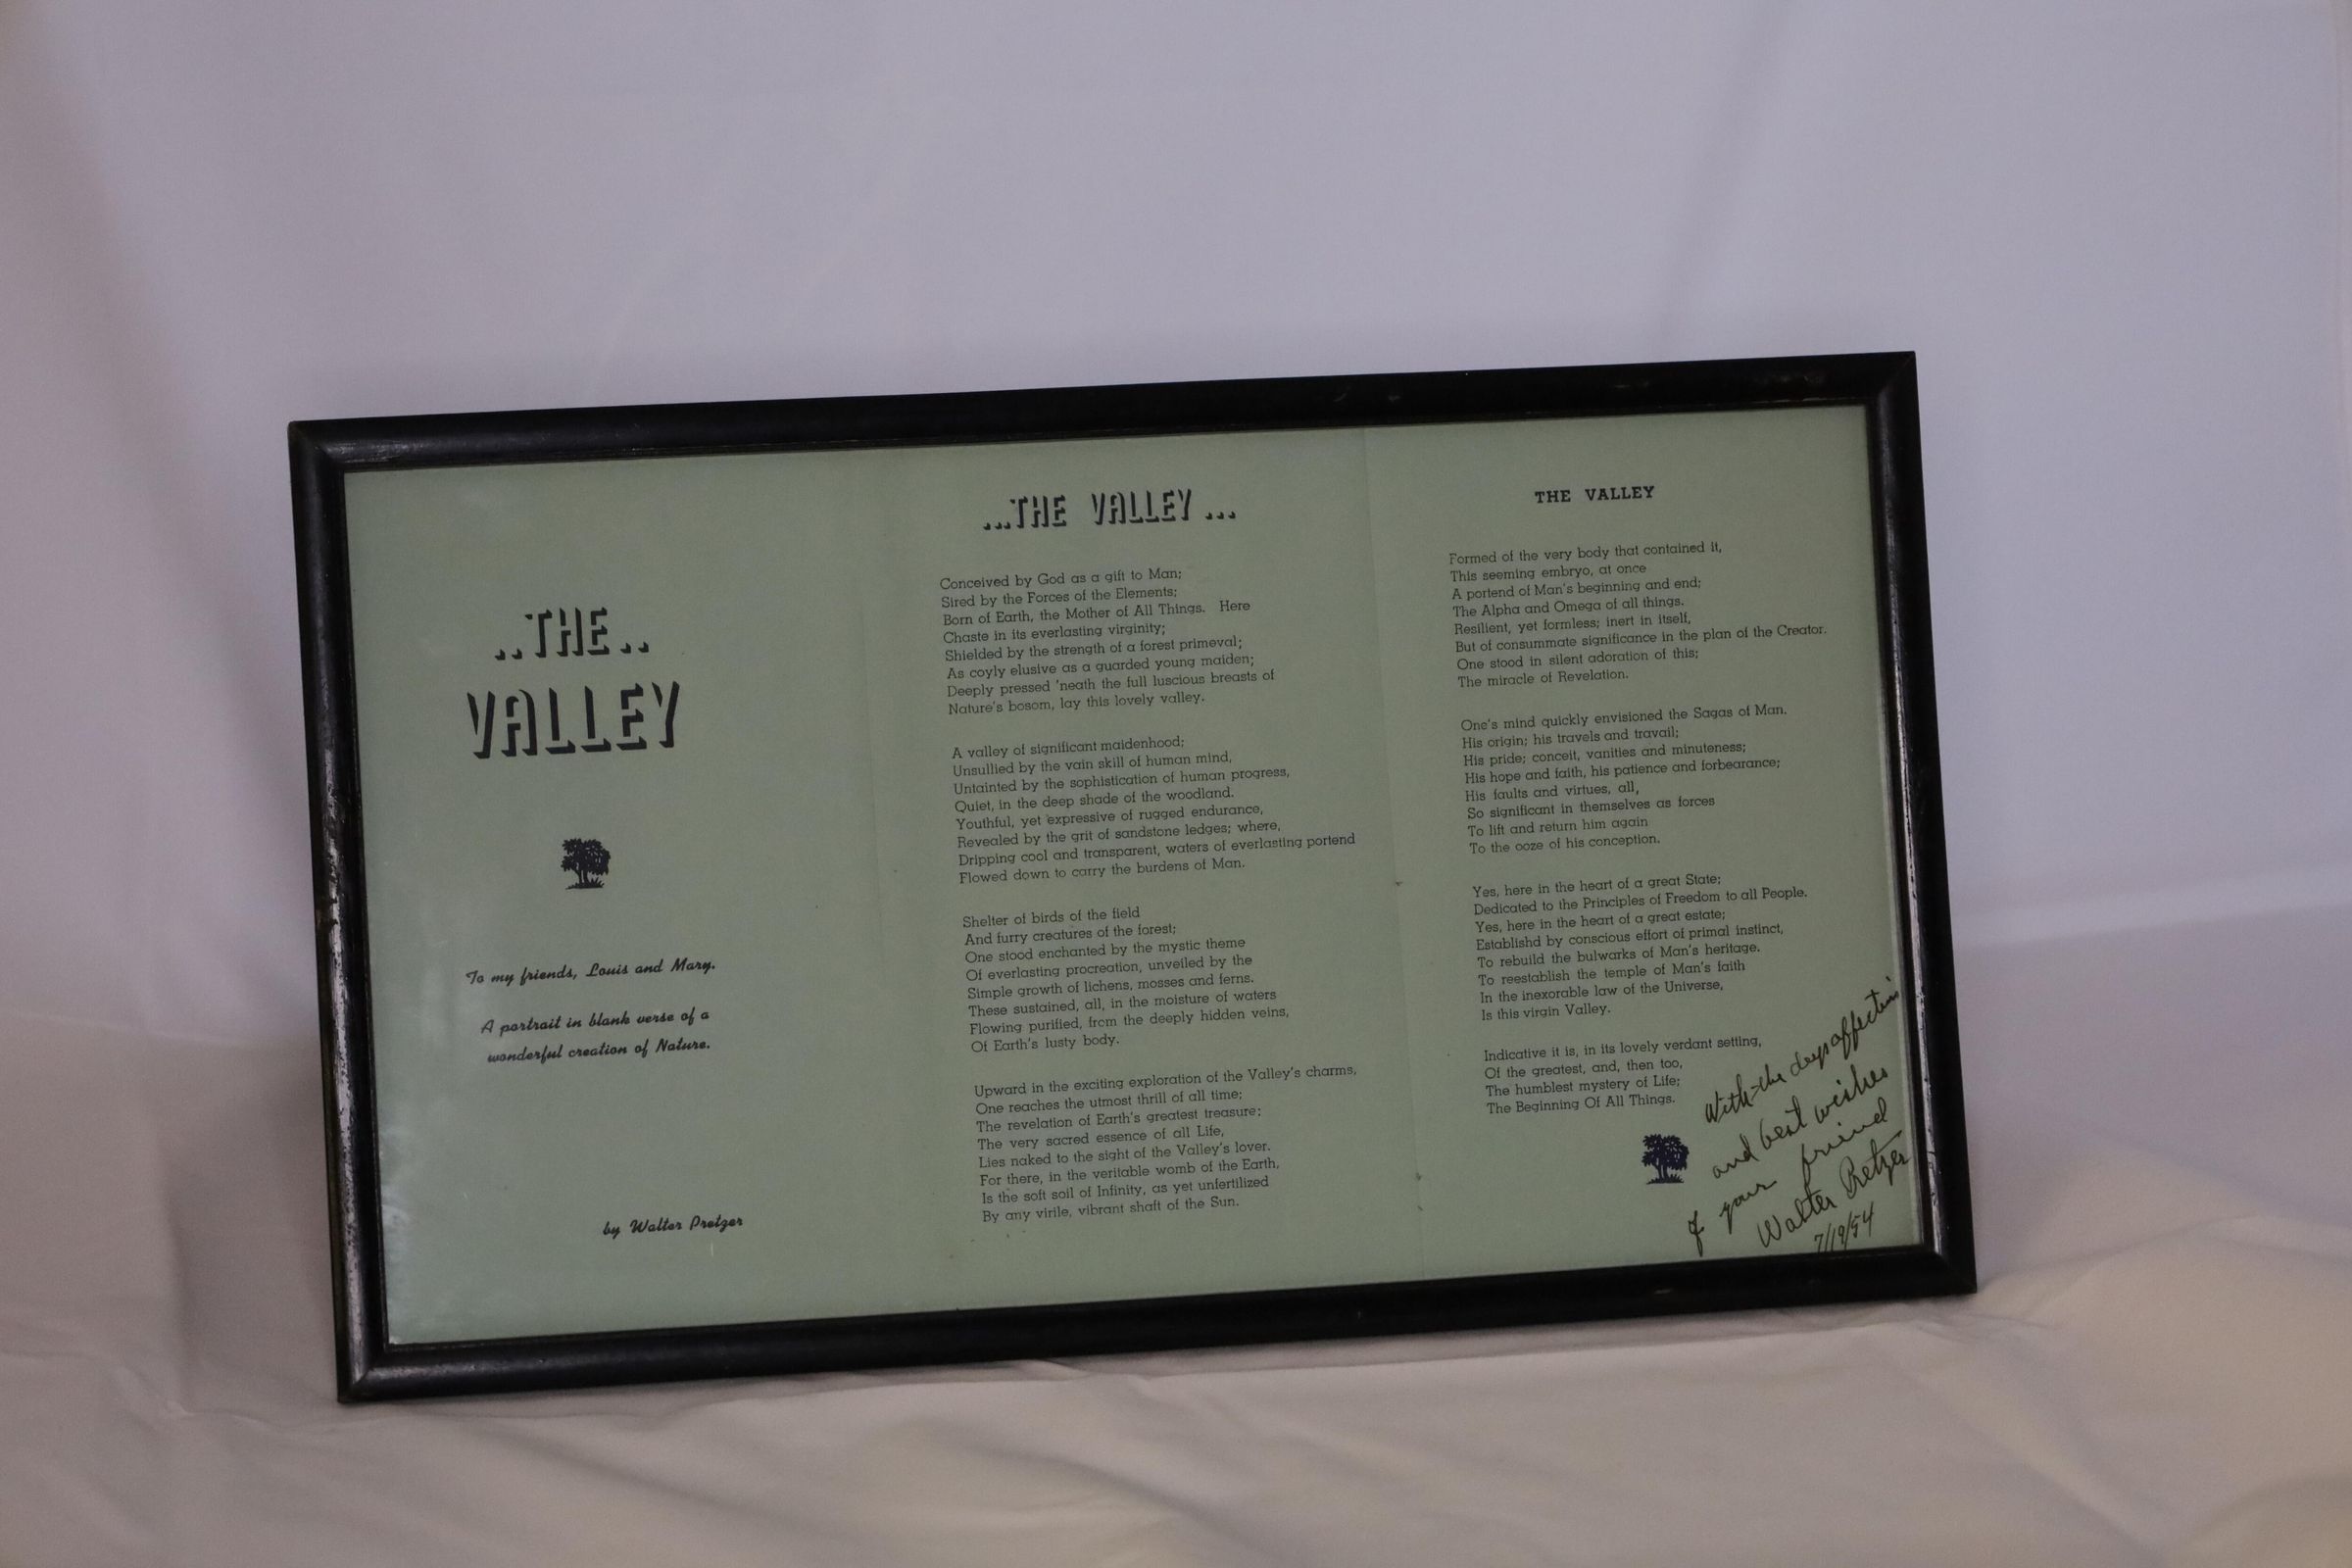 ..THE..
VALLEY
To my friends, Louis and Mary.
A portrait in blank verse of a
wonderful creation of Nature.
by Walter Pretzer
...THE VALLEY...
Conceived by God as a gift to Man;
Sired by the Forces of the Elements;
Born of Earth, the Mother of All Things. Here
Chaste in its everlasting virginity;
Shielded by the strength of a forest primeval;
As coyly elusive as a guarded young maiden;
Deeply pressed 'neath the full luscious breasts of
Nature's bosom, lay this lovely valley.
A valley of significant maidenhood;
Unsullied by the vain skill of human mind,
Untainted by the sophistication of human progress,
Quiet, in the deep shade of the woodland.
Youthful, yet expressive of rugged endurance,
Revealed by the grit of sandstone ledges; where,
Dripping cool and transparent, waters of everlasting portend
Flowed down to carry the burdens of Man.
Shelter of birds of the field
And furry creatures of the forest;
One stood enchanted by the mystic theme
Of everlasting procreation, unveiled by the
Simple growth of lichens, mosses and ferns.
These sustained, all, in the moisture of waters
Flowing purified, from the deeply hidden veins,
Of Earth's lusty body.
Upward in the exciting exploration of the Valley's charms,
One reaches the utmost thrill of all time;
The revelation of Earth's greatest treasure;
The very sacred essence of all Life,
Lies naked to the sight of the Valley's lover.
For there, in the veritable womb of the Earth,
Is the soft soil of Infinity, as yet unfertilized
By any virile, vibrant shaft of the Sun.
THE VALLEY
Formed of the very body that contained it,
This seeming embryo, at once
A portend of Man's beginning and end;
The Alpha and Omega of all things.
Resilient, yet formless; inert in itself,
But of consummate significance in the plan of the Creator.
One stood in silent adoration of this;
The miracle of Revelation.
One's mind quickly envisioned the Sagas of Man.
His origin; his travels and travail;
His pride; conceit, vanities and minuteness;
His hope and faith, his patience and forbearance;
His faults and virtues, all,
So significant in themselves as forces
To lift and return him again
To the ooze of his conception.
Yes, here in the heart of a great State;
Dedicated to the Principles of Freedom to all People.
Yes, here in the heart of a great estate;
Establishd by conscious effort of primal instinct,
To rebuild the bulwarks of Man's heritage.
To reestablish the temple of Man's faith
In the inexorable law of the Universe,
Is this virgin Valley.
Indicative it is, in its lovely verdant setting,
Of the greatest, and, then too,
The humblest mystery of Life;
The Beginning Of All Things.
With the deep affection
and best wishes
of your friend
Walter Pretzer
7/19/54